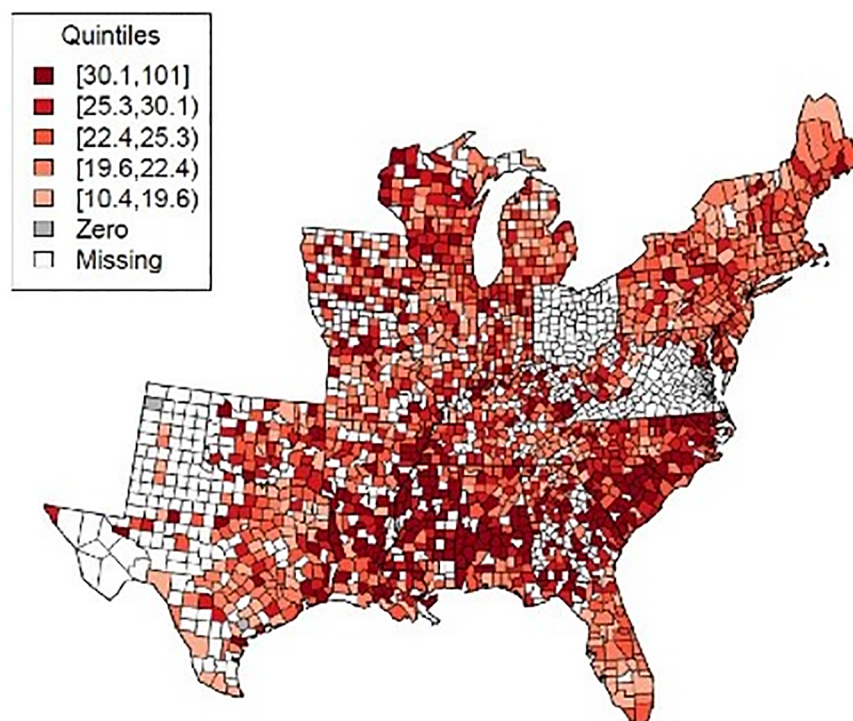 Quintiles
[30.1,101]
[25.3,30.1)
[22.4,25.3)
[19.6,22.4)
[10.4,19.6)
Zero
Missing